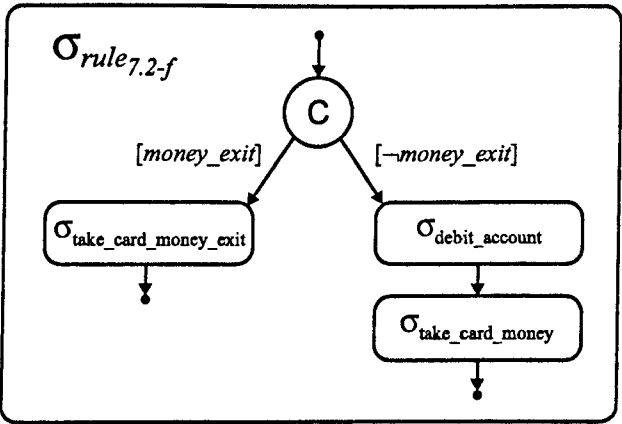 σrule7.2-f
C
[money_exit] [¬money_exit]
σtake_card_money_exit σdebit_account
σtake_card_money